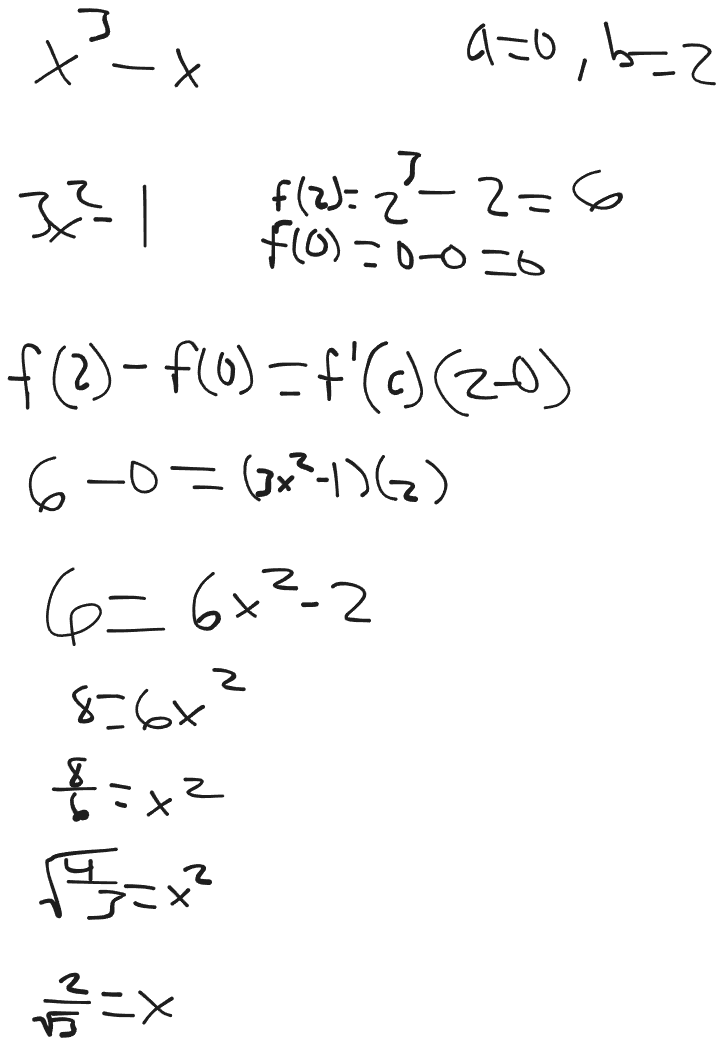 x³ - x a=0, b=2
3x² - 1 f(2) = 2³ - 2 = 6
f(0) = 0-0 = 0
f(2) - f(0) = f'(c)(2-0)
6 - 0 = (3x²-1)(2)
6 = 6x² - 2
8 = 6x²
8/6 = x²
√(4/3) = x²
2/√3 = x